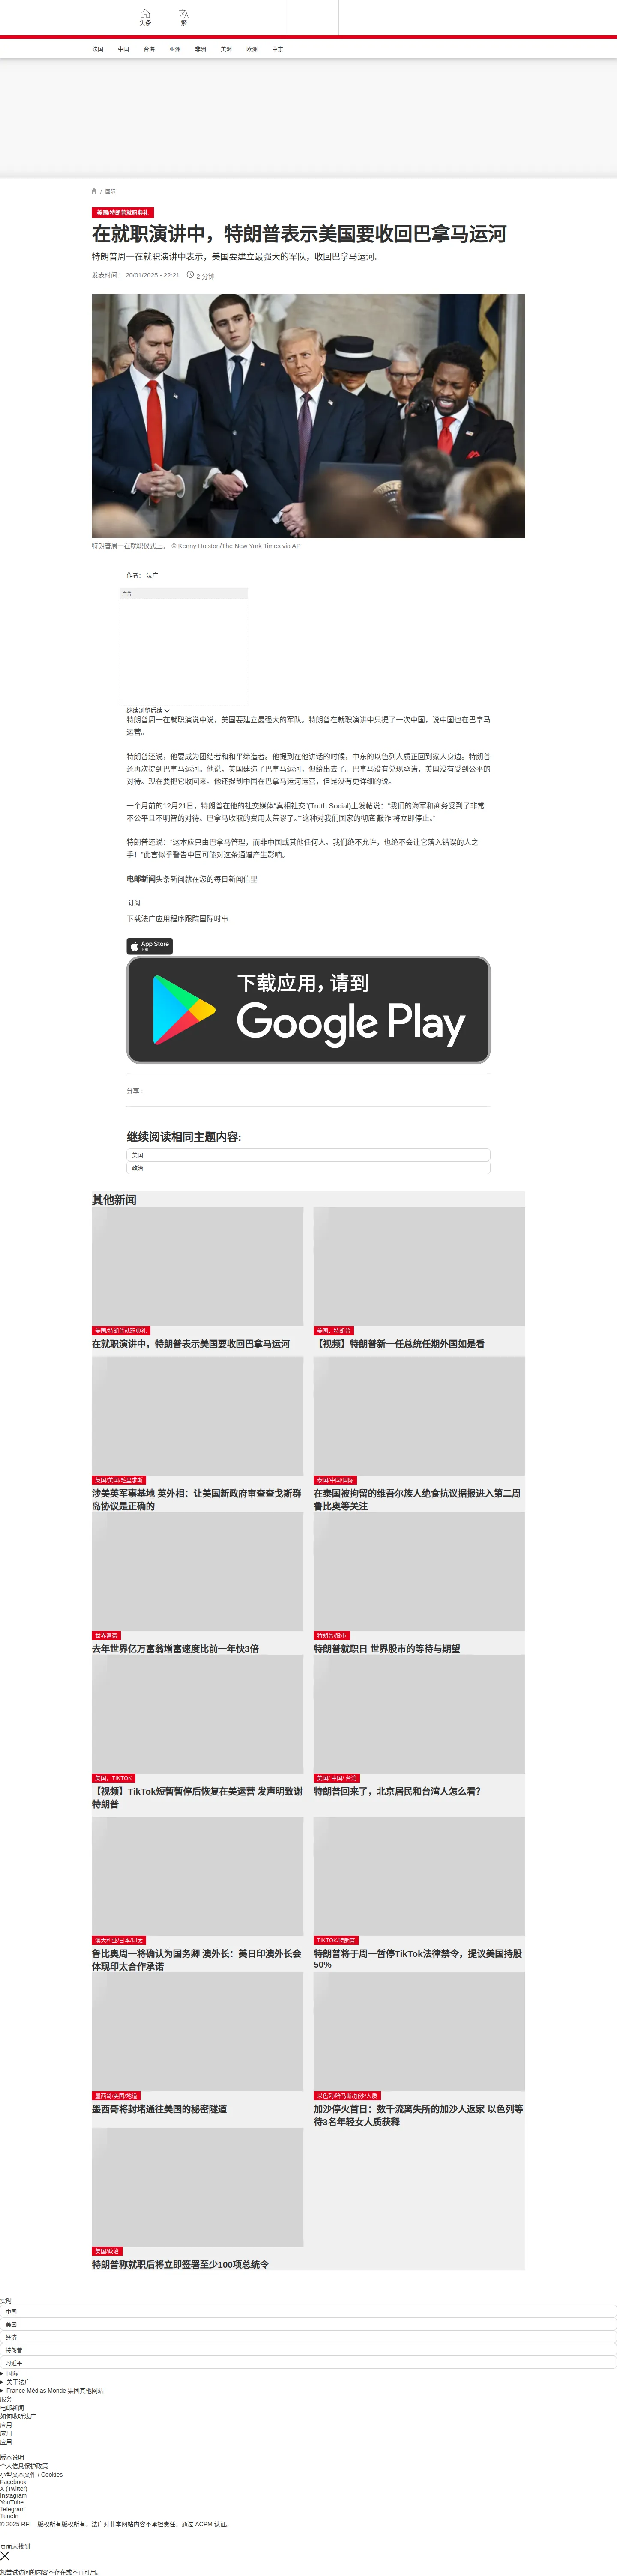 头条
繁
法国 中国 台海 亚洲 非洲 美洲 欧洲 中东
/ 国际
美国/特朗普就职典礼
在就职演讲中，特朗普表示美国要收回巴拿马运河
特朗普周一在就职演讲中表示，美国要建立最强大的军队，收回巴拿马运河。
发表时间： 20/01/2025 - 22:21 2 分钟
特朗普周一在就职仪式上。 © Kenny Holston/The New York Times via AP
作者： 法广
广告
继续浏览后续
特朗普周一在就职演说中说，美国要建立最强大的军队。特朗普在就职演讲中只提了一次中国，说中国也在巴拿马
运营。
特朗普还说，他要成为团结者和和平缔造者。他提到在他讲话的时候，中东的以色列人质正回到家人身边。特朗普
还再次提到巴拿马运河。他说，美国建造了巴拿马运河，但给出去了。巴拿马没有兑现承诺，美国没有受到公平的
对待。现在要把它收回来。他还提到中国在巴拿马运河运营，但是没有更详细的说。
一个月前的12月21日，特朗普在他的社交媒体“真相社交”(Truth Social)上发帖说：“我们的海军和商务受到了非常
不公平且不明智的对待。巴拿马收取的费用太荒谬了。”“这种对我们国家的彻底‘敲诈’将立即停止。”
特朗普还说：“这本应只由巴拿马管理，而非中国或其他任何人。我们绝不允许，也绝不会让它落入错误的人之
手！”此言似乎警告中国可能对这条通道产生影响。
电邮新闻头条新闻就在您的每日新闻信里
订阅
下载法广应用程序跟踪国际时事
App Store
下载
下载应用，请到
Google Play
分享 :
继续阅读相同主题内容:
美国
政治
其他新闻
美国/特朗普就职典礼
在就职演讲中，特朗普表示美国要收回巴拿马运河
美国，特朗普
【视频】特朗普新一任总统任期外国如是看
英国/美国/毛里求斯
涉美英军事基地 英外相：让美国新政府审查查戈斯群
岛协议是正确的
泰国/中国/国际
在泰国被拘留的维吾尔族人绝食抗议据报进入第二周
鲁比奥等关注
世界富豪
去年世界亿万富翁增富速度比前一年快3倍
特朗普/股市
特朗普就职日 世界股市的等待与期望
美国，TIKTOK
【视频】TikTok短暂暂停后恢复在美运营 发声明致谢
特朗普
美国/ 中国/ 台湾
特朗普回来了，北京居民和台湾人怎么看？
澳大利亚/日本/印太
鲁比奥周一将确认为国务卿 澳外长：美日印澳外长会
体现印太合作承诺
TIKTOK/特朗普
特朗普将于周一暂停TikTok法律禁令，提议美国持股
50%
墨西哥/美国/地道
墨西哥将封堵通往美国的秘密隧道
以色列/哈马斯/加沙/人质
加沙停火首日：数千流离失所的加沙人返家 以色列等
待3名年轻女人质获释
美国/政治
特朗普称就职后将立即签署至少100项总统令
实时
中国
美国
经济
特朗普
习近平
国际
关于法广
France Médias Monde 集团其他网站
服务
电邮新闻
如何收听法广
应用
应用
应用
版本说明
个人信息保护政策
小型文本文件 / Cookies
Facebook
X (Twitter)
Instagram
YouTube
Telegram
TuneIn
© 2025 RFI – 版权所有版权所有。法广对非本网站内容不承担责任。通过 ACPM 认证。
页面未找到
您尝试访问的内容不存在或不再可用。